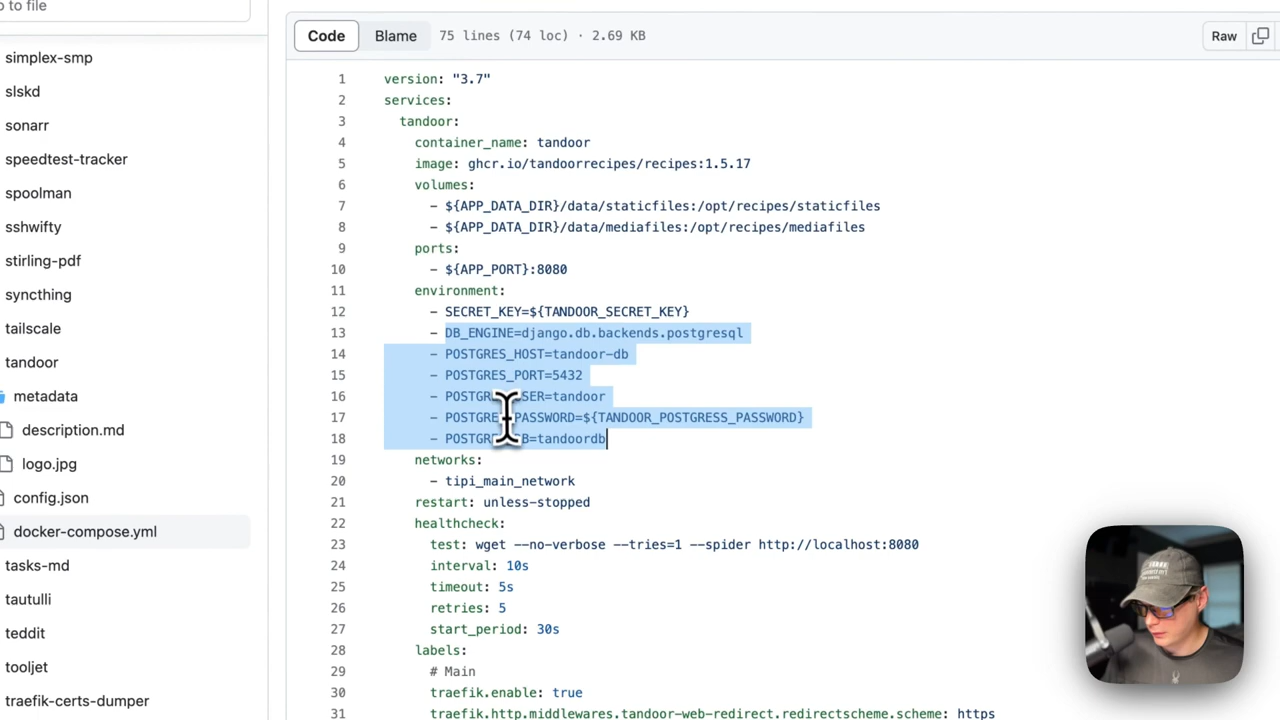 o to file
simplex-smp
slskd
sonarr
speedtest-tracker
spoolman
sshwifty
stirling-pdf
syncthing
tailscale
tandoor
metadata
description.md
logo.jpg
config.json
docker-compose.yml
tasks-md
tautulli
teddit
tooljet
traefik-certs-dumper
Code Blame 75 lines (74 loc) · 2.69 KB Raw
1 version: "3.7"
2 services:
3 tandoor:
4 container_name: tandoor
5 image: ghcr.io/tandoorrecipes/recipes:1.5.17
6 volumes:
7 - ${APP_DATA_DIR}/data/staticfiles:/opt/recipes/staticfiles
8 - ${APP_DATA_DIR}/data/mediafiles:/opt/recipes/mediafiles
9 ports:
10 - ${APP_PORT}:8080
11 environment:
12 - SECRET_KEY=${TANDOOR_SECRET_KEY}
13 - DB_ENGINE=django.db.backends.postgresql
14 - POSTGRES_HOST=tandoor-db
15 - POSTGRES_PORT=5432
16 - POSTGRES_USER=tandoor
17 - POSTGRES_PASSWORD=${TANDOOR_POSTGRESS_PASSWORD}
18 - POSTGRES_DB=tandoordb
19 networks:
20 - tipi_main_network
21 restart: unless-stopped
22 healthcheck:
23 test: wget --no-verbose --tries=1 --spider http://localhost:8080
24 interval: 10s
25 timeout: 5s
26 retries: 5
27 start_period: 30s
28 labels:
29 # Main
30 traefik.enable: true
31 traefik.http.middlewares.tandoor-web-redirect.redirectscheme.scheme: https